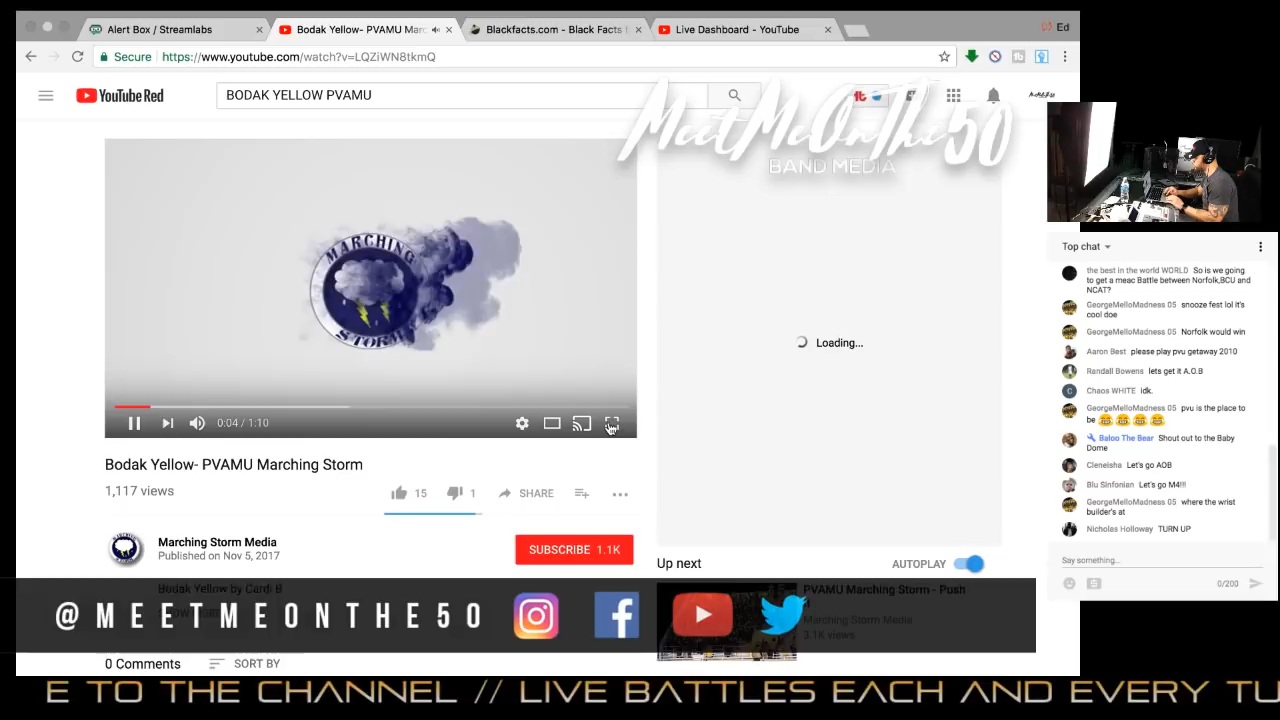 Alert Box / Streamlabs
Bodak Yellow- PVAMU Marc
Blackfacts.com - Black Facts f
Live Dashboard - YouTube
Ed
Secure
https://www.youtube.com/watch?v=LQZiWN8tkmQ
YouTube Red
BODAK YELLOW PVAMU
MeetMeOnThe50
BAND MEDIA
MARCHING
STORM
Loading...
0:04 / 1:10
Bodak Yellow- PVAMU Marching Storm
1,117 views
15
1
SHARE
Marching Storm Media
Published on Nov 5, 2017
SUBSCRIBE 1.1K
Up next
AUTOPLAY
Bodak Yellow by Cardi B
PVAMU Marching Storm - Push
Marching Storm Media
3.1K views
@MEETMEONTHE50
0 Comments
SORT BY
Top chat
the best in the world WORLD So is we going
to get a meac Battle between Norfolk,BCU and
NCAT?
GeorgeMelloMadness 05 snooze fest lol it's
cool doe
GeorgeMelloMadness 05 Norfolk would win
Aaron Best please play pvu getaway 2010
Randall Bowens lets get it A.O.B
C
Chaos WHITE idk.
GeorgeMelloMadness 05 pvu is the place to
be 😂 😂 😂 😂
Baloo The Bear Shout out to the Baby
Dome
Cleneisha Let's go AOB
Blu Sinfonian Let's go M4!!!
GeorgeMelloMadness 05 where the wrist
builder's at
Nicholas Holloway TURN UP
Say something...
0/200
E TO THE CHANNEL // LIVE BATTLES EACH AND EVERY TU